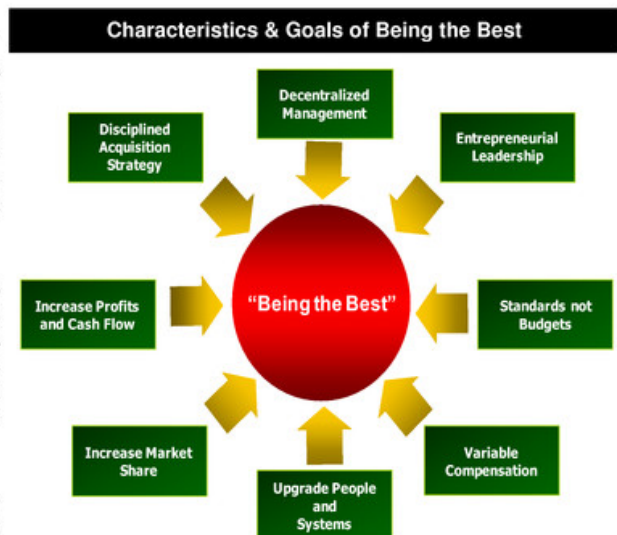 Characteristics & Goals of Being the Best
Decentralized
Management
Disciplined
Acquisition
Strategy
Entrepreneurial
Leadership
Increase Profits
and Cash Flow
“Being the Best”
Standards not
Budgets
Increase Market
Share
Variable
Compensation
Upgrade People
and
Systems